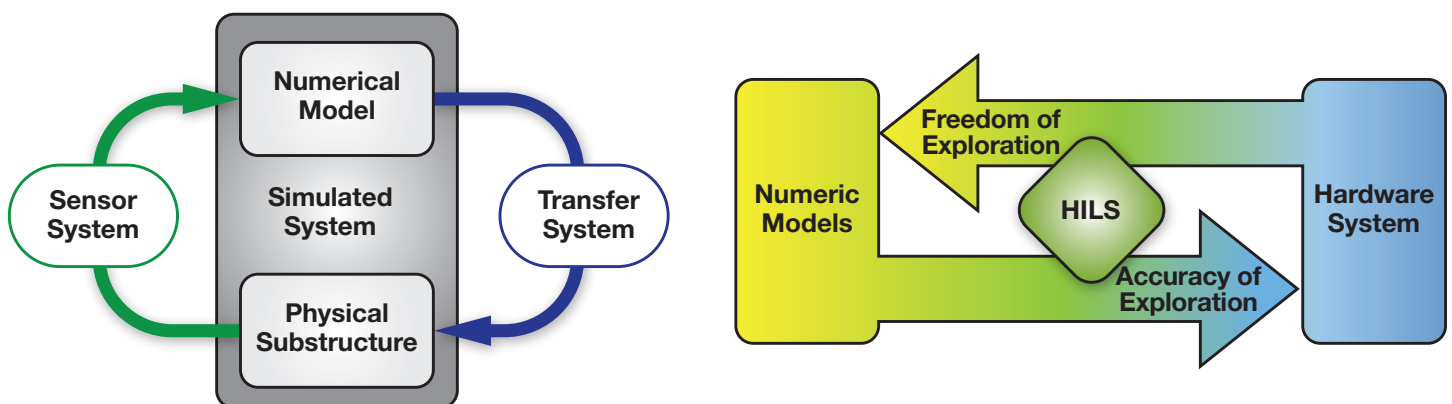 Numerical
Model
Sensor
System
Simulated
System
Transfer
System
Physical
Substructure
Numeric
Models
Freedom of
Exploration
HILS
Accuracy of
Exploration
Hardware
System